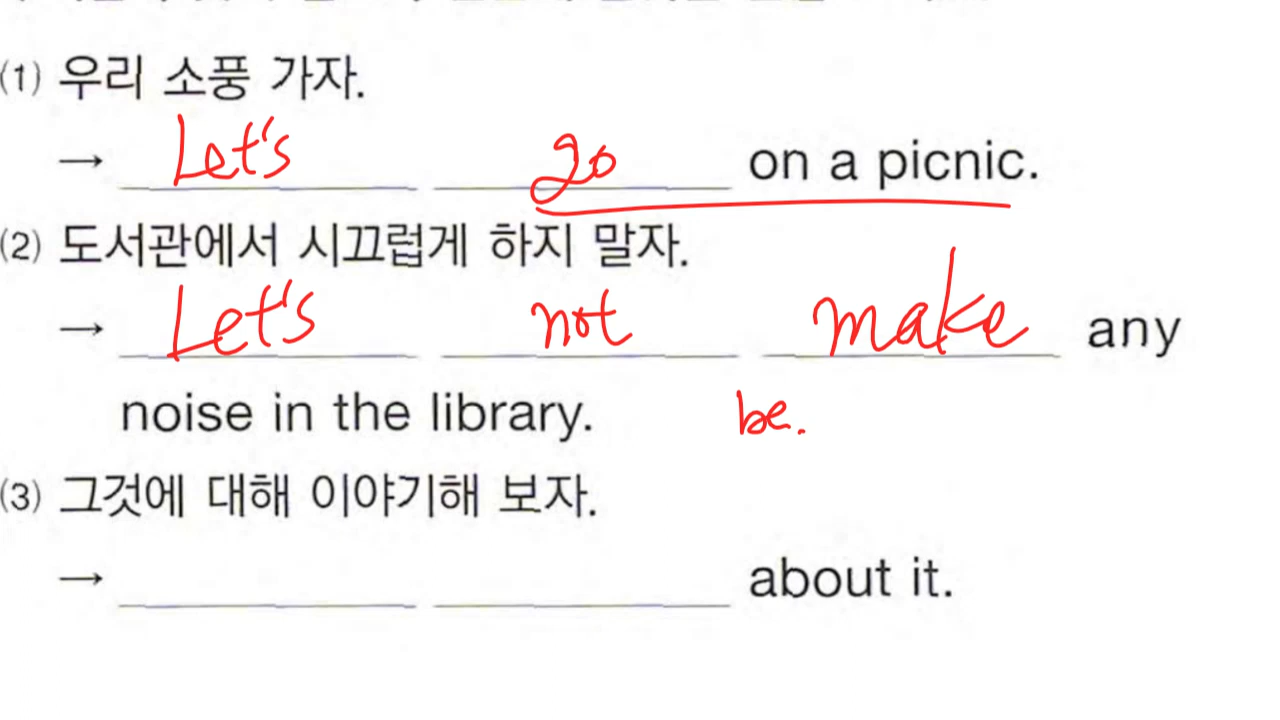 (1) 우리 소풍 가자.
→ Let's go on a picnic.
(2) 도서관에서 시끄럽게 하지 말자.
→ Let's not make any
noise in the library. be.
(3) 그것에 대해 이야기해 보자.
→ about it.